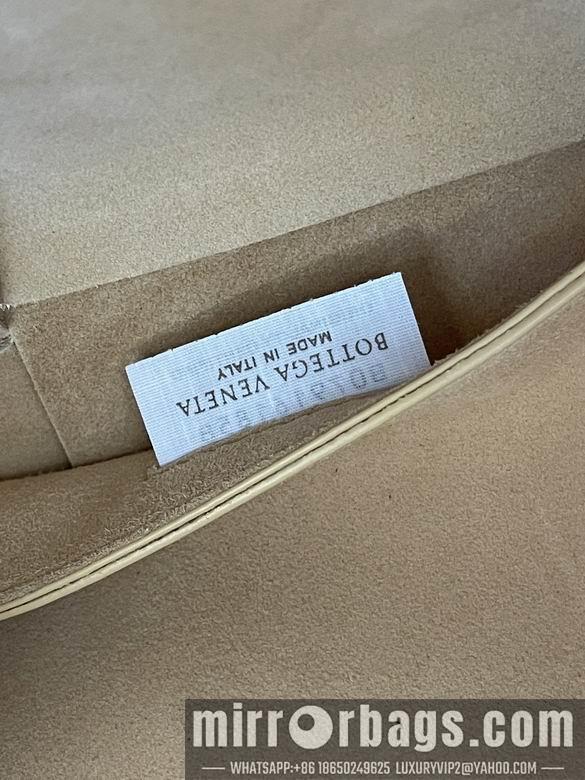 BOTTEGA VENETA
MADE IN ITALY
mirrorbags.com
WHATSAPP:+86 18650249625 LUXURYVIP2@YAHOO.COM